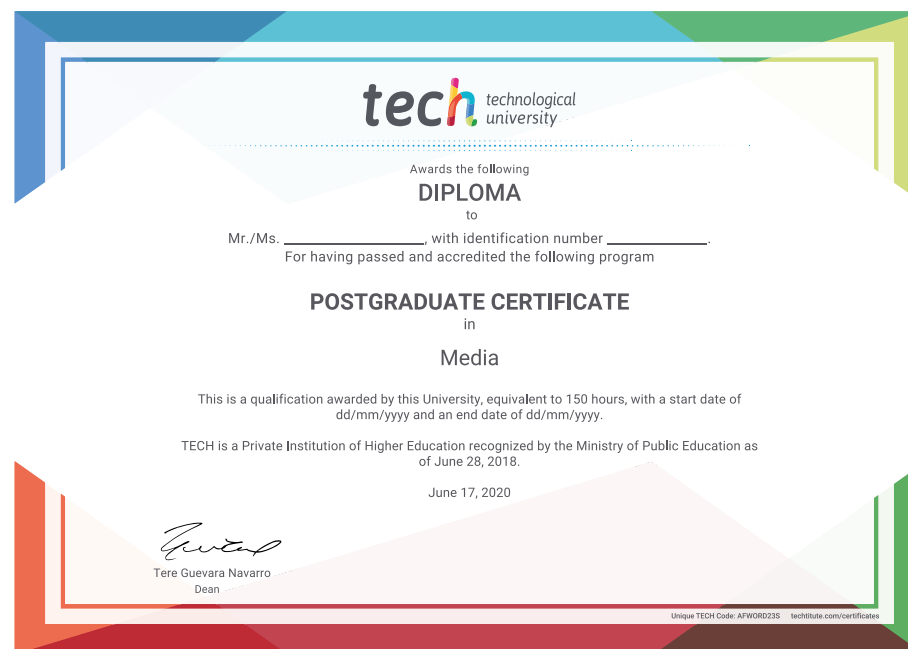 tech technological
university
Awards the following
DIPLOMA
to
Mr./Ms. ____________________, with identification number ______________.
For having passed and accredited the following program
POSTGRADUATE CERTIFICATE
in
Media
This is a qualification awarded by this University, equivalent to 150 hours, with a start date of
dd/mm/yyyy and an end date of dd/mm/yyyy.
TECH is a Private Institution of Higher Education recognized by the Ministry of Public Education as
of June 28, 2018.
June 17, 2020
Tere Guevara Navarro
Dean
Unique TECH Code: AFWORD23S techtitute.com/certificates